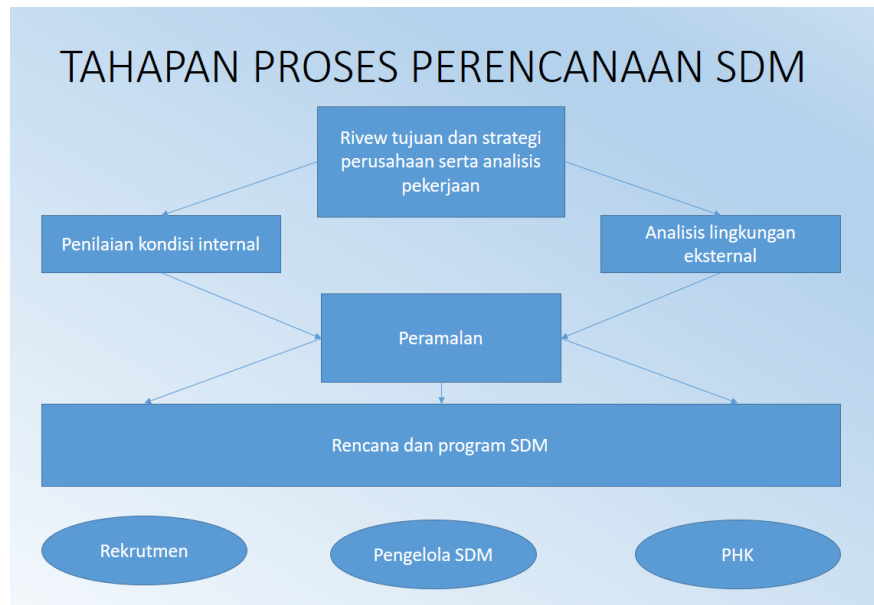 TAHAPAN PROSES PERENCANAAN SDM
Rivew tujuan dan strategi
perusahaan serta analisis
pekerjaan
Penilaian kondisi internal
Analisis lingkungan
eksternal
Peramalan
Rencana dan program SDM
Rekrutmen
Pengelola SDM
PHK